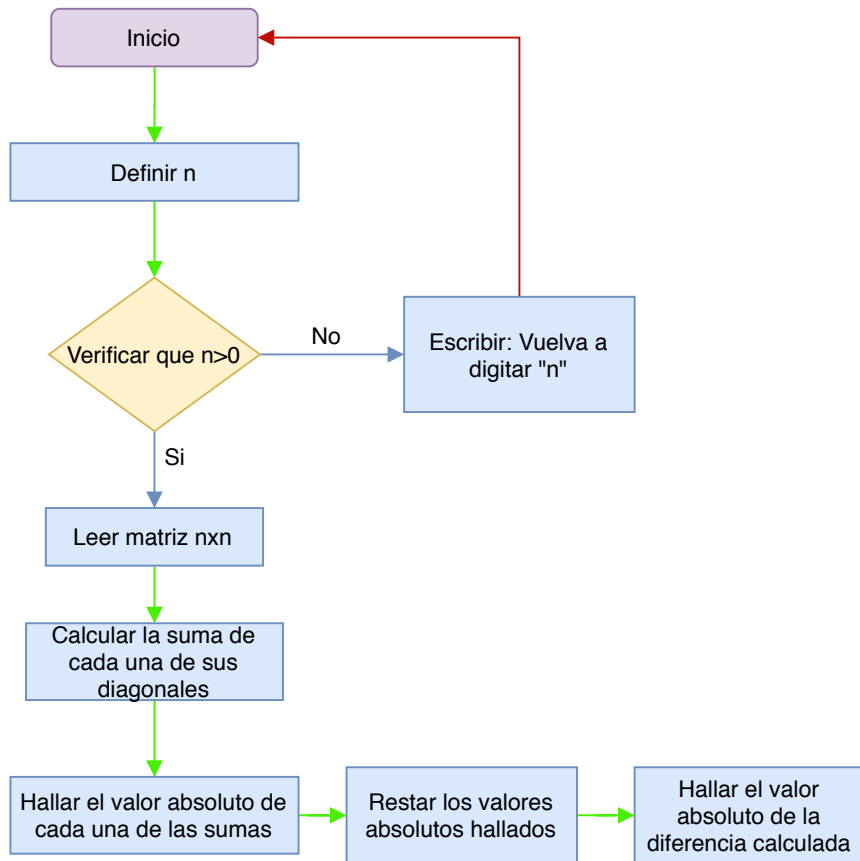 Inicio
Definir n
Verificar que n>0
No
Escribir: Vuelva a
digitar "n"
Si
Leer matriz nxn
Calcular la suma de
cada una de sus
diagonales
Hallar el valor absoluto de
cada una de las sumas
Restar los valores
absolutos hallados
Hallar el valor
absoluto de la
diferencia calculada